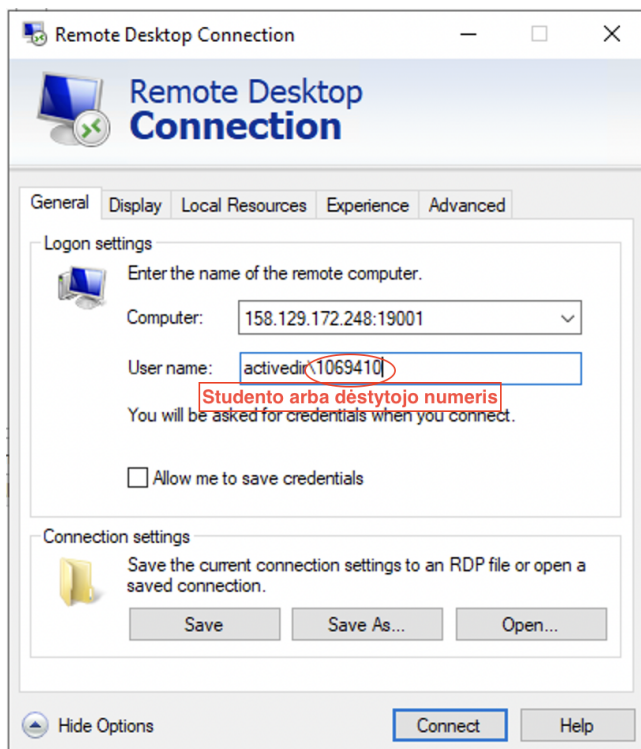 Remote Desktop Connection
Remote Desktop
Connection
General Display Local Resources Experience Advanced
Logon settings
Enter the name of the remote computer.
Computer: 158.129.172.248:19001
User name: activedir\1069410
Studento arba dėstytojo numeris
You will be asked for credentials when you connect.
Allow me to save credentials
Connection settings
Save the current connection settings to an RDP file or open a
saved connection.
Save Save As... Open...
Hide Options Connect Help